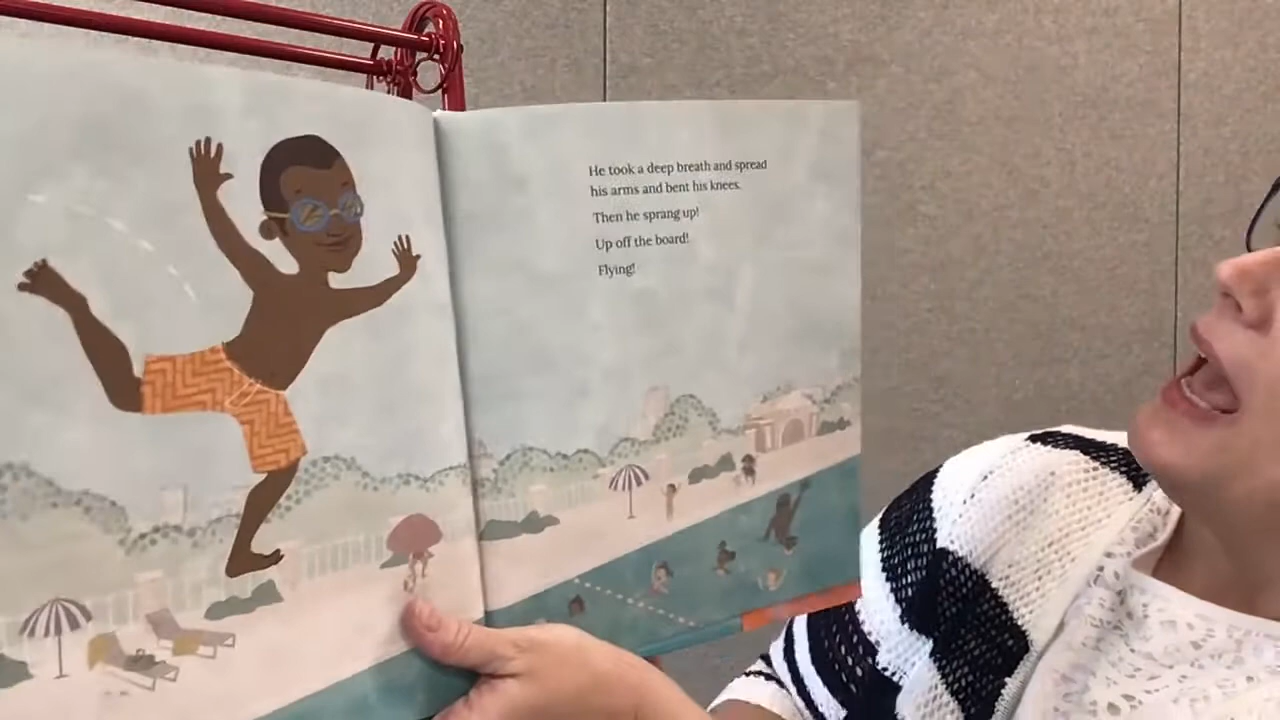 He took a deep breath and spread
his arms and bent his knees.
Then he sprang up!
Up off the board!
Flying!